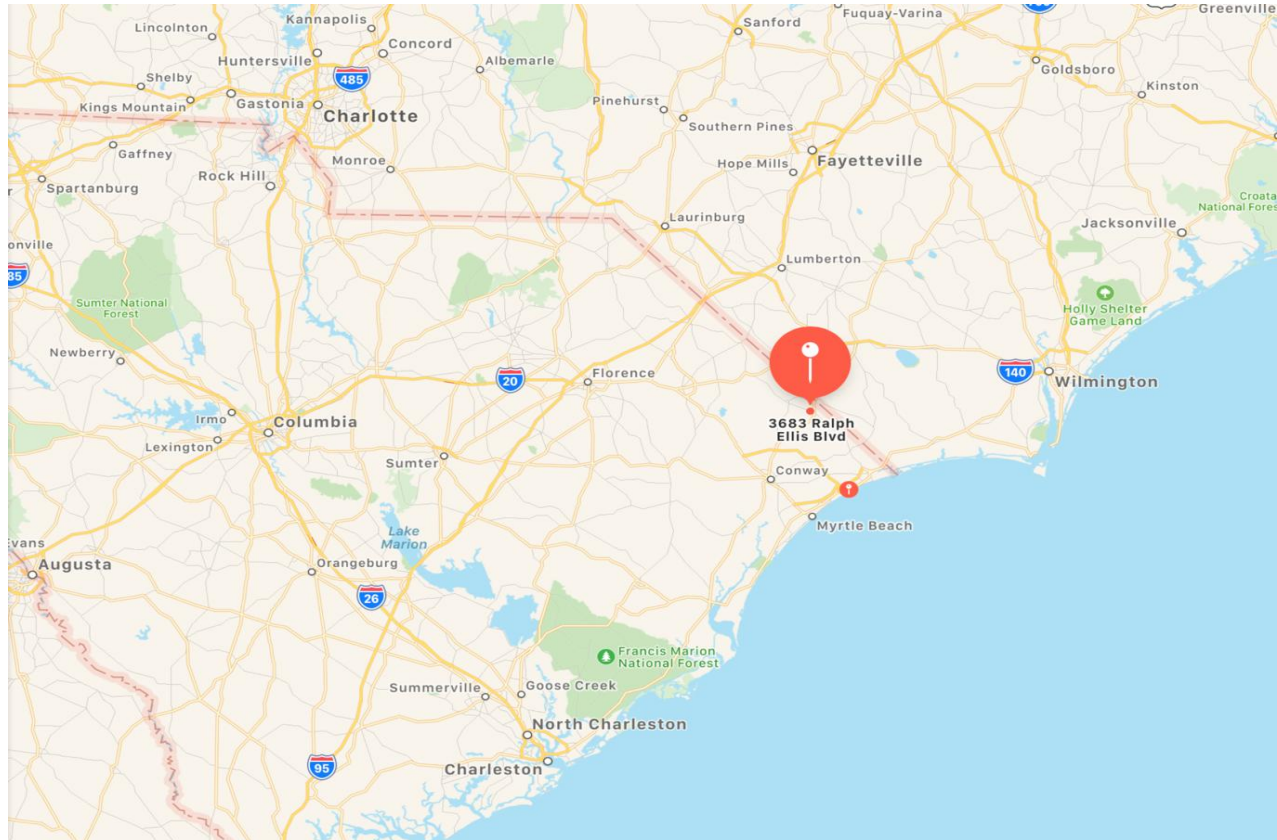 Kannapolis
Lincolnton
Sanford
Fuquay-Varina
Greenville
Huntersville
Concord
Albemarle
Goldsboro
Shelby
485
Kinston
Kings Mountain
Gastonia
Charlotte
Pinehurst
Southern Pines
Gaffney
Monroe
Hope Mills
Fayetteville
Spartanburg
Rock Hill
Croata
National Fores
Laurinburg
Jacksonville
onville
85
Lumberton
Sumter National
Forest
Holly Shelter
Game Land
Newberry
20
Florence
140
Wilmington
Irmo
Columbia
3683 Ralph
Ellis Blvd
Lexington
Sumter
Conway
Myrtle Beach
Lake
Marion
Evans
Augusta
Orangeburg
26
Francis Marion
National Forest
Summerville
Goose Creek
North Charleston
95
Charleston